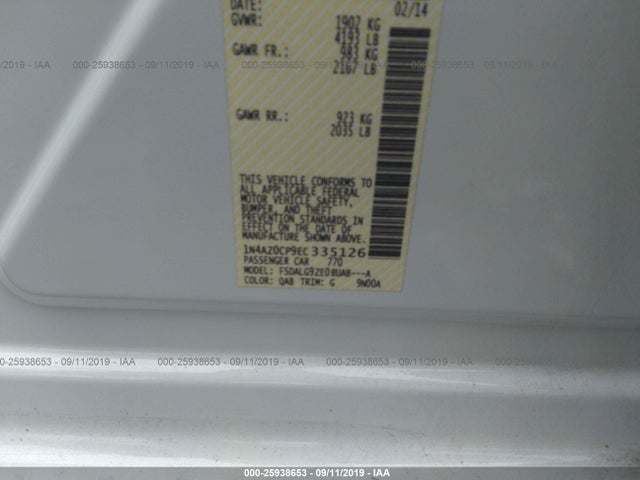 DATE: 02/14
GVWR: 1902 KG
4193 LB
GAWR FR.: 983 KG
2167 LB
000-25938653 - 09/11/2019 - IAA
GAWR RR.: 923 KG
2035 LB
THIS VEHICLE CONFORMS TO
ALL APPLICABLE FEDERAL
MOTOR VEHICLE SAFETY,
BUMPER, AND THEFT
PREVENTION STANDARDS IN
EFFECT ON THE DATE OF
MANUFACTURE SHOWN ABOVE.
1N4AZ0CP9EC335126
PASSENGER CAR 770
MODEL: FSDALG9ZE0BUAB---A
COLOR: QAB TRIM: G 9N00A
000-25938653 - 09/11/2019 - IAA
000-25938653 - 09/11/2019 - IAA